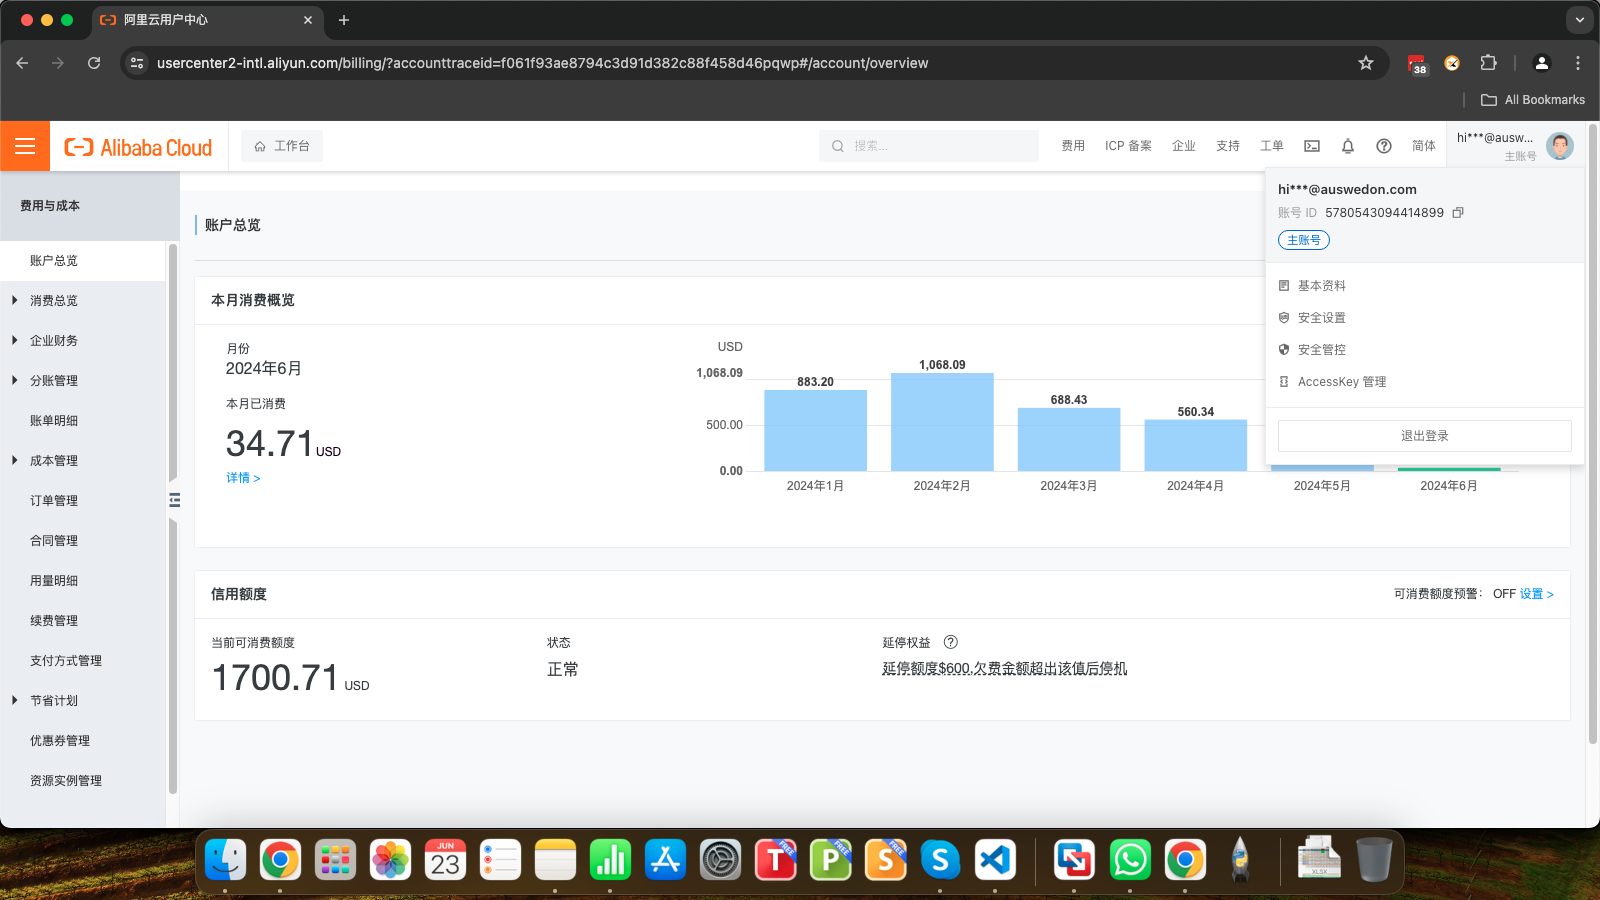 阿里云用户中心
usercenter2-intl.aliyun.com/billing/?accounttraceid=f061f93ae8794c3d91d382c88f458d46pqwp#/account/overview
38
All Bookmarks
Alibaba Cloud
工作台
搜索...
费用
ICP 备案
企业
支持
工单
简体
hi***@ausw...
主账号
hi***@auswedon.com
账号 ID 5780543094414899
主账号
基本资料
安全设置
安全管控
AccessKey 管理
退出登录
费用与成本
账户总览
消费总览
企业财务
分账管理
账单明细
成本管理
订单管理
合同管理
用量明细
续费管理
支付方式管理
节省计划
优惠券管理
资源实例管理
账户总览
本月消费概览
月份
2024年6月
本月已消费
34.71 USD
详情 >
USD
1,068.09
500.00
0.00
883.20
1,068.09
688.43
560.34
2024年1月
2024年2月
2024年3月
2024年4月
2024年5月
2024年6月
信用额度
可消费额度预警： OFF 设置 >
当前可消费额度
1700.71 USD
状态
正常
延停权益
延停额度$600,欠费金额超出该值后停机
JUN
23
T FREE
P FREE
S FREE
S
XLSX